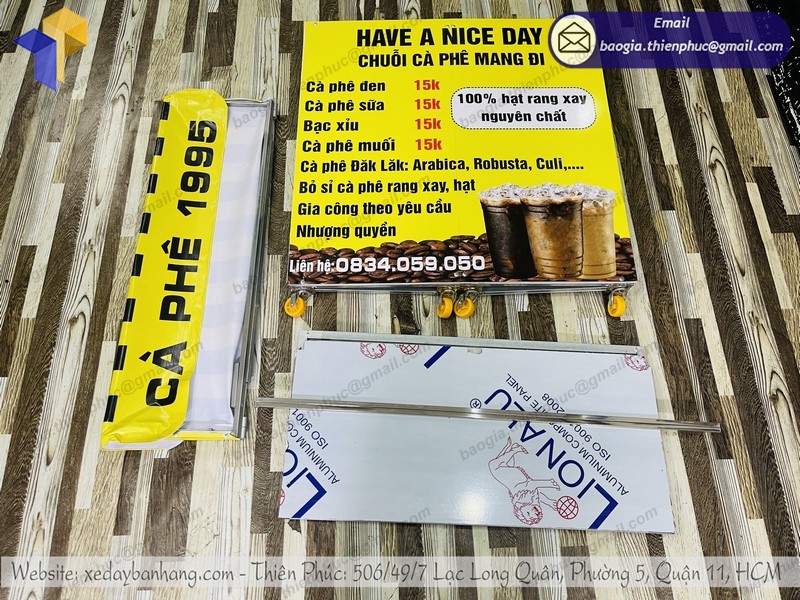 Email
baogia.thienphuc@gmail.com
HAVE A NICE DAY
CHUỖI CÀ PHÊ MANG ĐI
Cà phê đen 15k
Cà phê sữa 15k
Bạc xỉu 15k
Cà phê muối 15k
100% hạt rang xay
nguyên chất
Cà phê Đăk Lăk: Arabica, Robusta, Culi,....
Bỏ sỉ cà phê rang xay, hạt
Gia công theo yêu cầu
Nhượng quyền
Liên hệ: 0834.059.050
CÀ PHÊ 1995
LIONALU®
ALUMINIUM COMPOSITE PANEL
ISO 9001 2008
Website: xedaybanhang.com - Thiên Phúc: 506/49/7 Lạc Long Quân, Phường 5, Quận 11, HCM